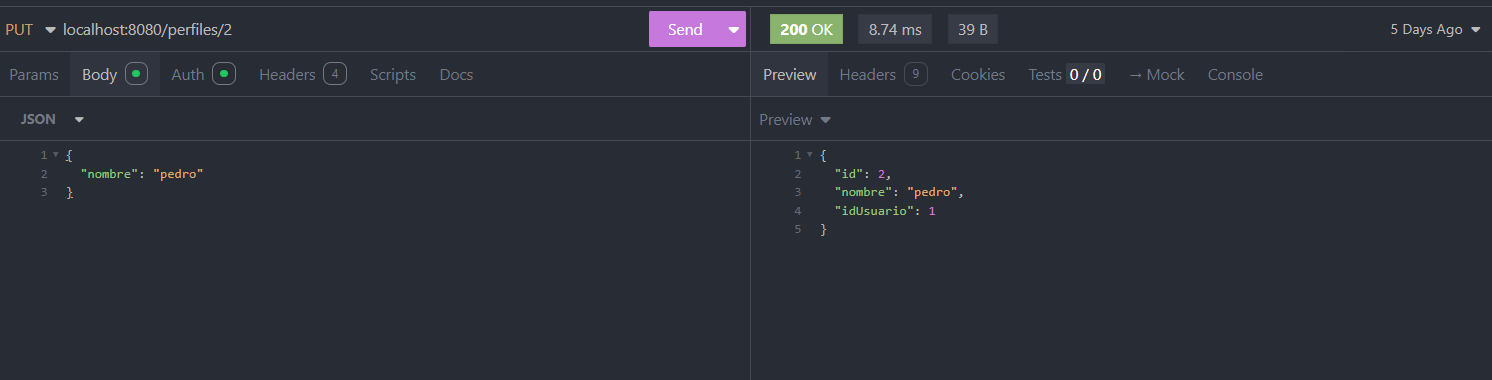 PUT localhost:8080/perfiles/2 Send 200 OK 8.74 ms 39 B 5 Days Ago
Params Body Auth Headers 4 Scripts Docs Preview Headers 9 Cookies Tests 0 / 0 → Mock Console
JSON
Preview
1 {
2 "nombre": "pedro"
3 }
1 {
2 "id": 2,
3 "nombre": "pedro",
4 "idUsuario": 1
5 }